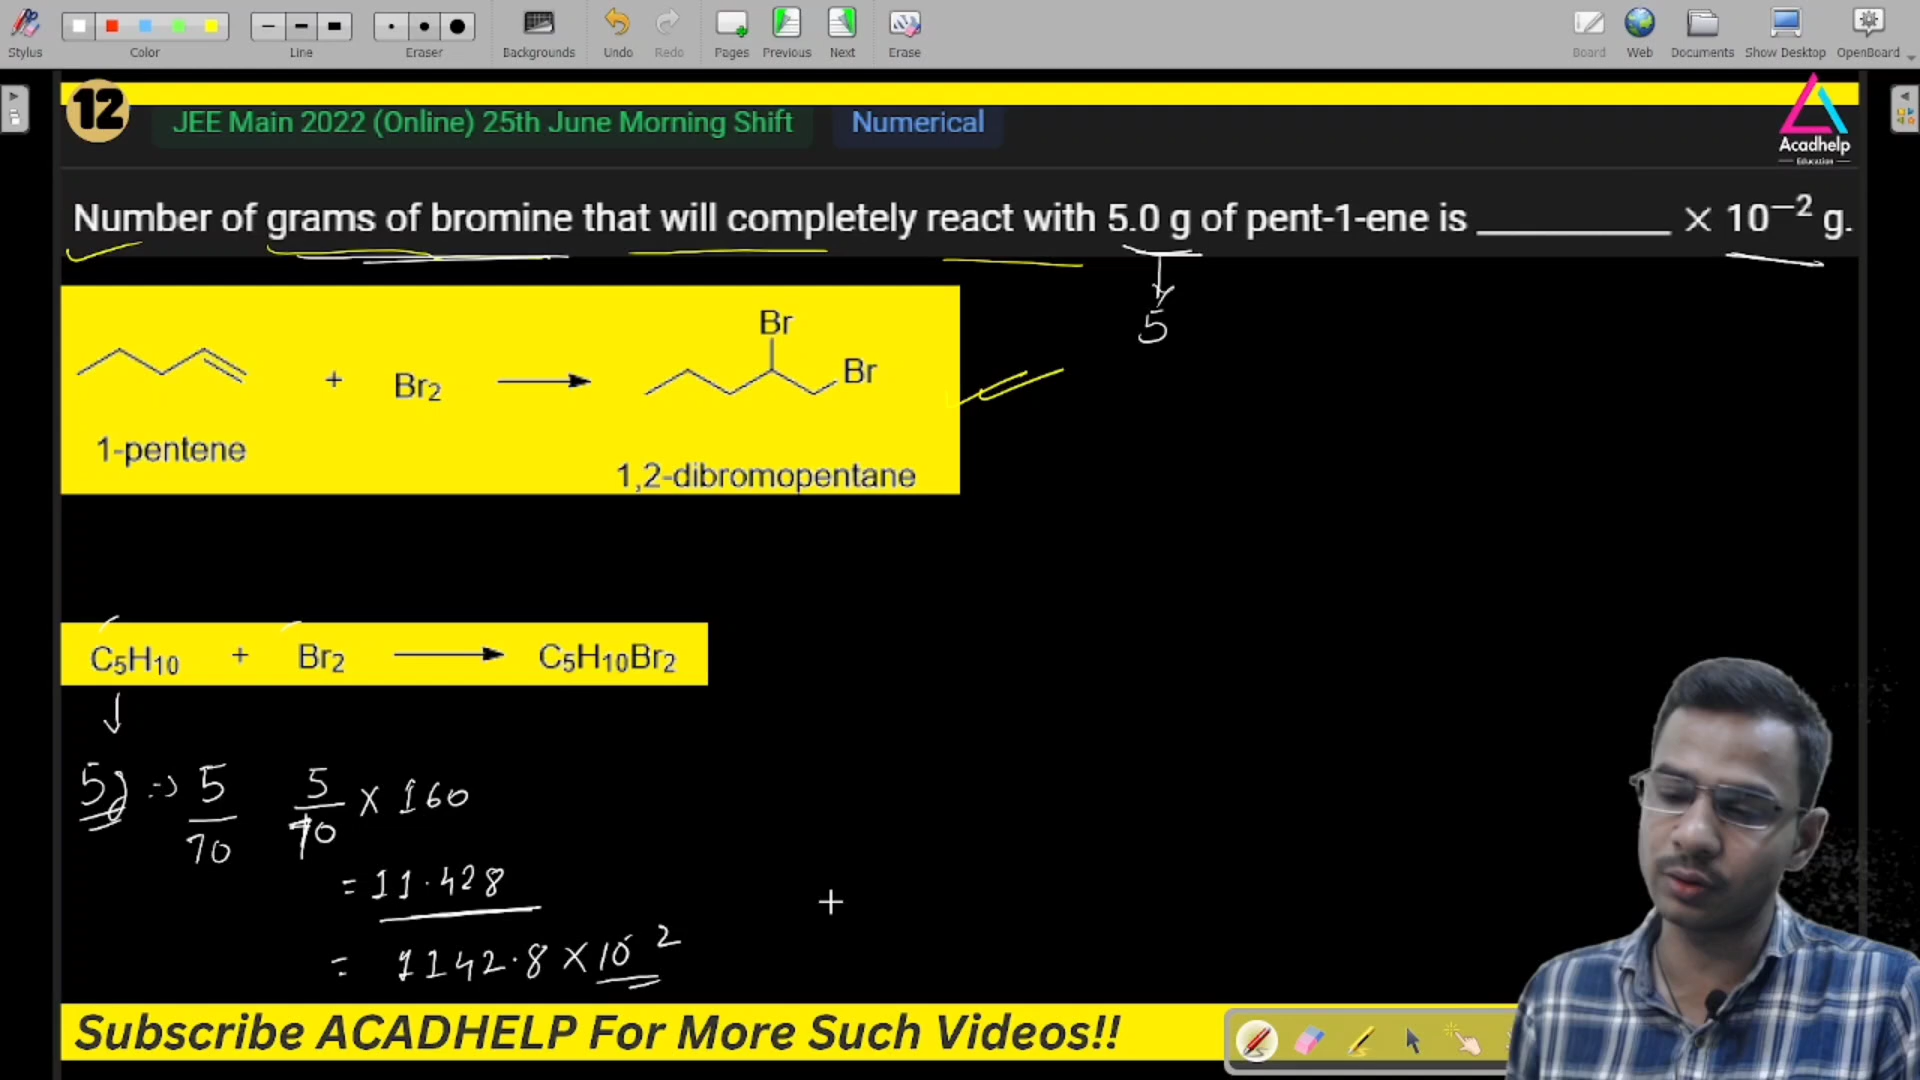 Stylus Color Line Eraser Backgrounds Undo Redo Pages Previous Next Erase Board Web Documents Show Desktop OpenBoard
12
JEE Main 2022 (Online) 25th June Morning Shift Numerical
Acadhelp
Education
Number of grams of bromine that will completely react with 5.0 g of pent-1-ene is __________ × 10⁻² g.
5
Br
Br
+ Br₂
1-pentene
1,2-dibromopentane
C₅H₁₀ + Br₂ → C₅H₁₀Br₂
5g => 5/70 5/70 × 160
= 11.428
= 1142.8 × 10⁻²
Subscribe ACADHELP For More Such Videos!!